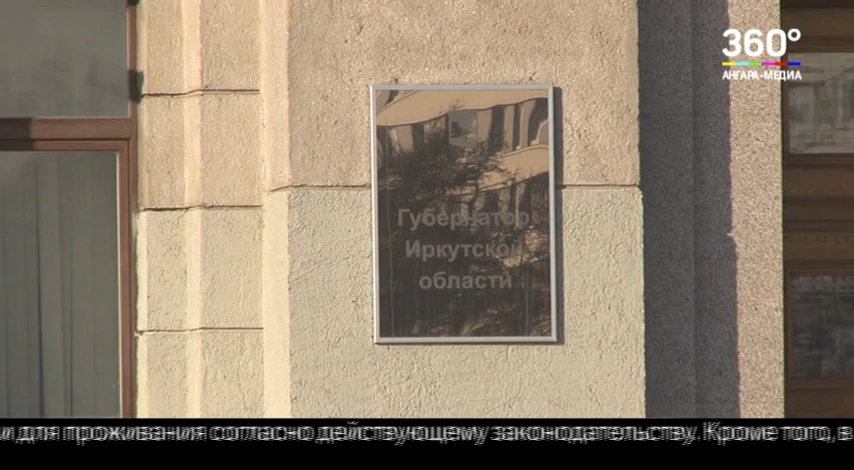 360°
АНГАРА-МЕДИА
Губернатор
Иркутской
области
и для проживания согласно действующему законодательству. Кроме того, в